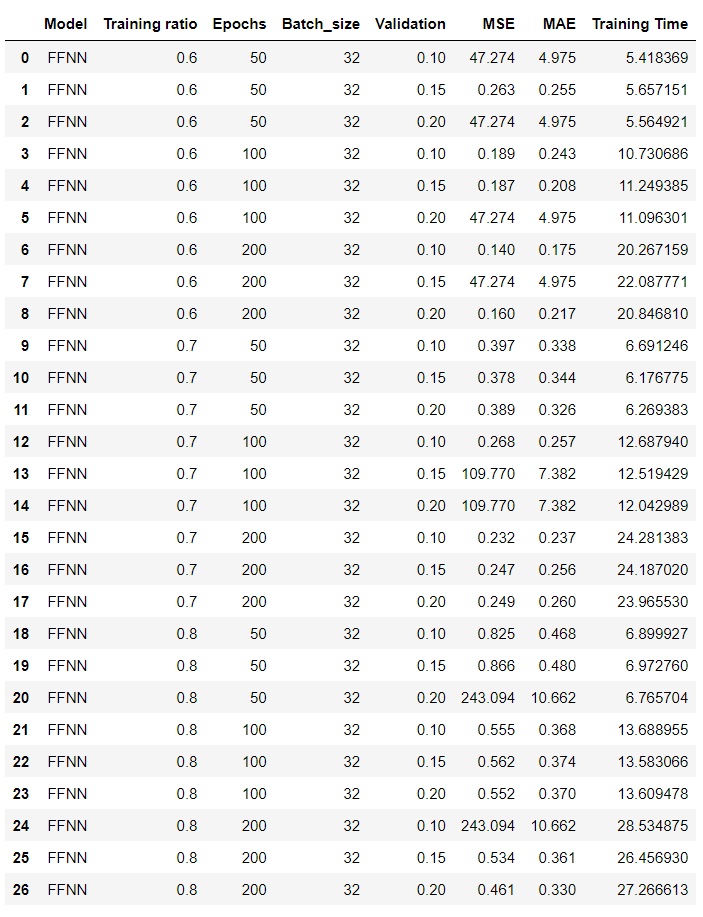 Model Training ratio Epochs Batch_size Validation MSE MAE Training Time
0 FFNN 0.6 50 32 0.10 47.274 4.975 5.418369
1 FFNN 0.6 50 32 0.15 0.263 0.255 5.657151
2 FFNN 0.6 50 32 0.20 47.274 4.975 5.564921
3 FFNN 0.6 100 32 0.10 0.189 0.243 10.730686
4 FFNN 0.6 100 32 0.15 0.187 0.208 11.249385
5 FFNN 0.6 100 32 0.20 47.274 4.975 11.096301
6 FFNN 0.6 200 32 0.10 0.140 0.175 20.267159
7 FFNN 0.6 200 32 0.15 47.274 4.975 22.087771
8 FFNN 0.6 200 32 0.20 0.160 0.217 20.846810
9 FFNN 0.7 50 32 0.10 0.397 0.338 6.691246
10 FFNN 0.7 50 32 0.15 0.378 0.344 6.176775
11 FFNN 0.7 50 32 0.20 0.389 0.326 6.269383
12 FFNN 0.7 100 32 0.10 0.268 0.257 12.687940
13 FFNN 0.7 100 32 0.15 109.770 7.382 12.519429
14 FFNN 0.7 100 32 0.20 109.770 7.382 12.042989
15 FFNN 0.7 200 32 0.10 0.232 0.237 24.281383
16 FFNN 0.7 200 32 0.15 0.247 0.256 24.187020
17 FFNN 0.7 200 32 0.20 0.249 0.260 23.965530
18 FFNN 0.8 50 32 0.10 0.825 0.468 6.899927
19 FFNN 0.8 50 32 0.15 0.866 0.480 6.972760
20 FFNN 0.8 50 32 0.20 243.094 10.662 6.765704
21 FFNN 0.8 100 32 0.10 0.555 0.368 13.688955
22 FFNN 0.8 100 32 0.15 0.562 0.374 13.583066
23 FFNN 0.8 100 32 0.20 0.552 0.370 13.609478
24 FFNN 0.8 200 32 0.10 243.094 10.662 28.534875
25 FFNN 0.8 200 32 0.15 0.534 0.361 26.456930
26 FFNN 0.8 200 32 0.20 0.461 0.330 27.266613